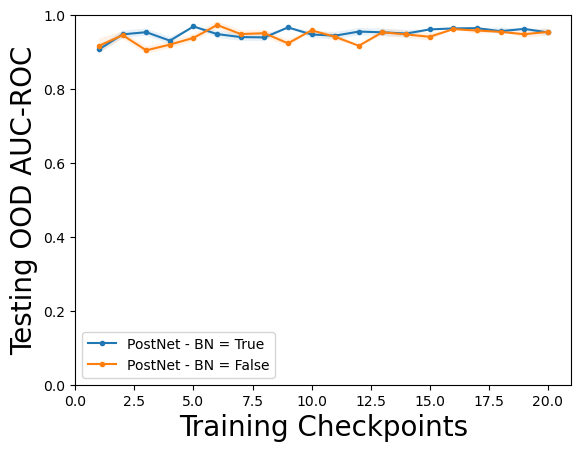 Testing OOD AUC-ROC
1.0
0.8
0.6
0.4
0.2
0.0
PostNet - BN = True
PostNet - BN = False
0.0 2.5 5.0 7.5 10.0 12.5 15.0 17.5 20.0
Training Checkpoints